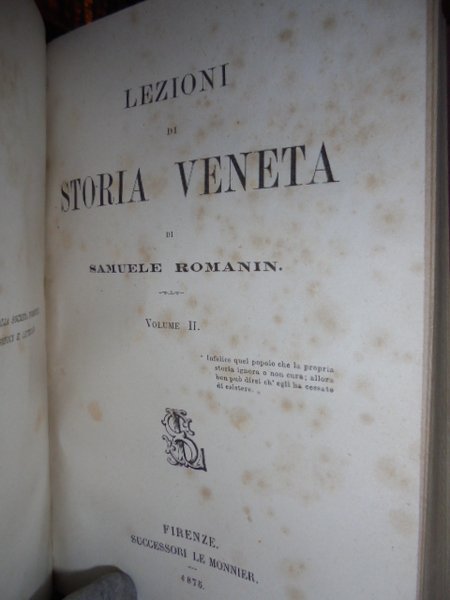 LEZIONI
DI
STORIA VENETA
DI
SAMUELE ROMANIN.
VOLUME II.
Infelice quel popolo che la propria
storia ignora o non cura; allora
ben può dirsi ch' egli ha cessato
di esistere.
FIRENZE.
SUCCESSORI LE MONNIER.
1875.